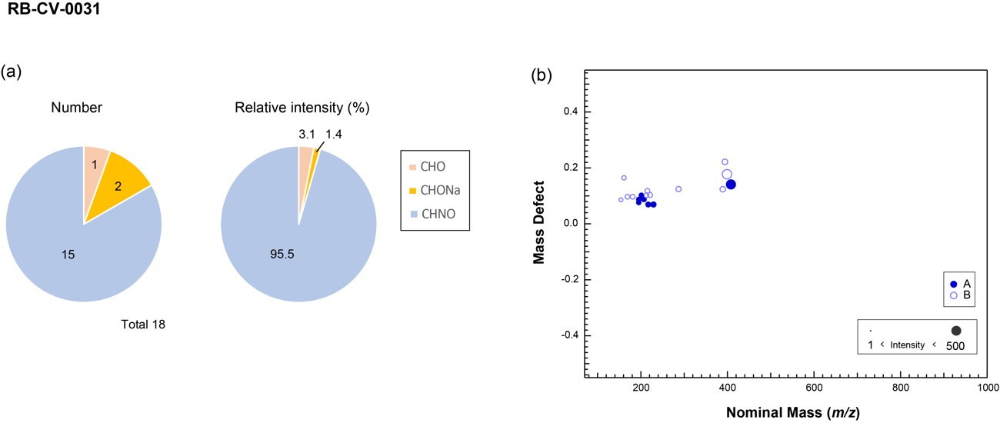 RB-CV-0031
(a)
Number
Relative intensity (%)
1
2
15
Total 18
3.1
1.4
95.5
CHO
CHONa
CHNO
(b)
Mass Defect
0.4
0.2
0.0
-0.2
-0.4
200
400
600
800
1000
Nominal Mass (m/z)
A
B
1 < Intensity < 500